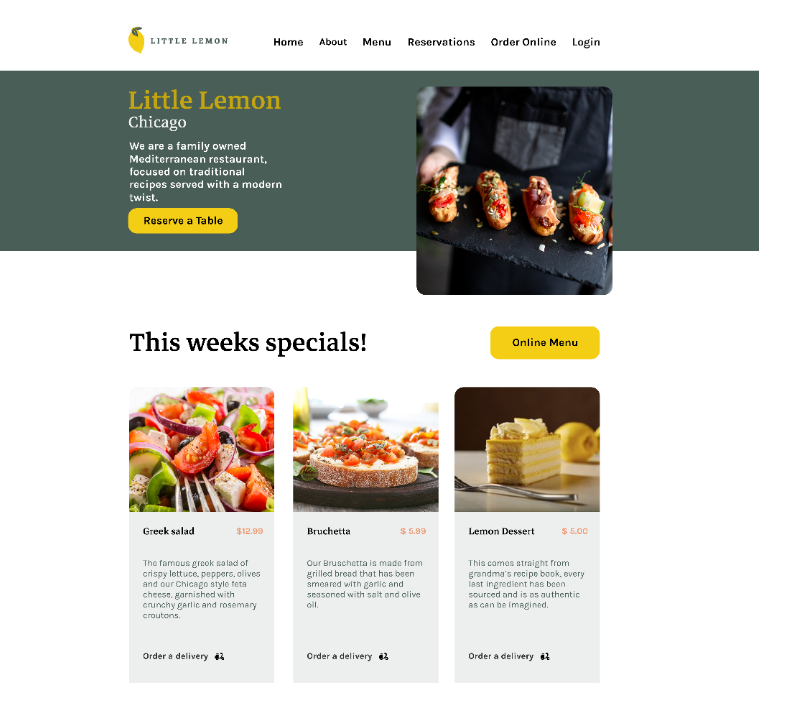 LITTLE LEMON
Home About Menu Reservations Order Online Login
Little Lemon
Chicago
We are a family owned
Mediterranean restaurant,
focused on traditional
recipes served with a modern
twist.
Reserve a Table
This weeks specials!
Online Menu
Greek salad $12.99
The famous greek salad of
crispy lettuce, peppers, olives
and our Chicago style feta
cheese, garnished with
crunchy garlic and rosemary
croutons.
Order a delivery
Bruchetta $ 5.99
Our Bruschetta is made from
grilled bread that has been
smeared with garlic and
seasoned with salt and olive
oil.
Order a delivery
Lemon Dessert $ 5.00
This comes straight from
grandma's recipe book, every
last ingredient has been
sourced and is as authentic
as can be imagined.
Order a delivery